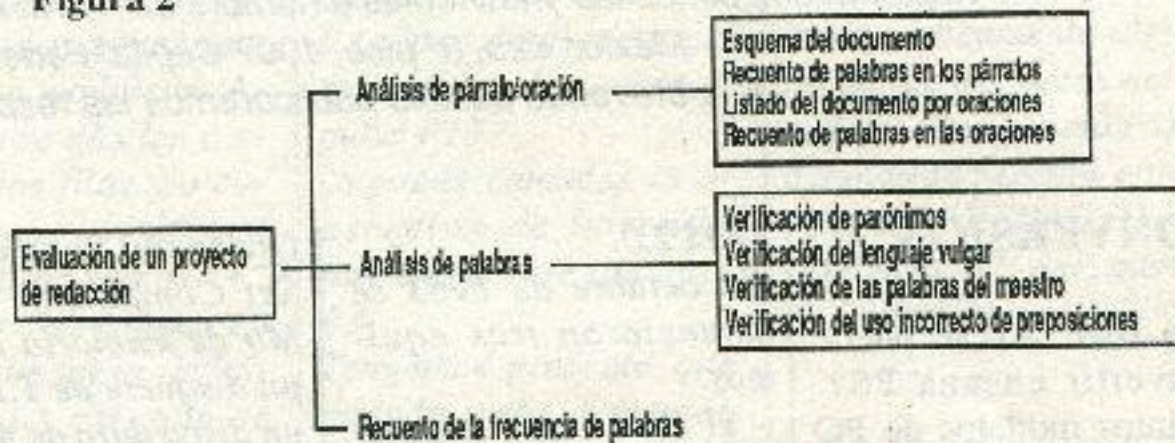 Figura 2
Esquema del documento
Recuento de palabras en los párrafos
Listado del documento por oraciones
Recuento de palabras en las oraciones
Análisis de párrafo/oración
Verificación de parónimos
Verificación del lenguaje vulgar
Verificación de las palabras del maestro
Verificación del uso incorrecto de preposiciones
Evaluación de un proyecto
de redacción
Análisis de palabras
Recuento de la frecuencia de palabras